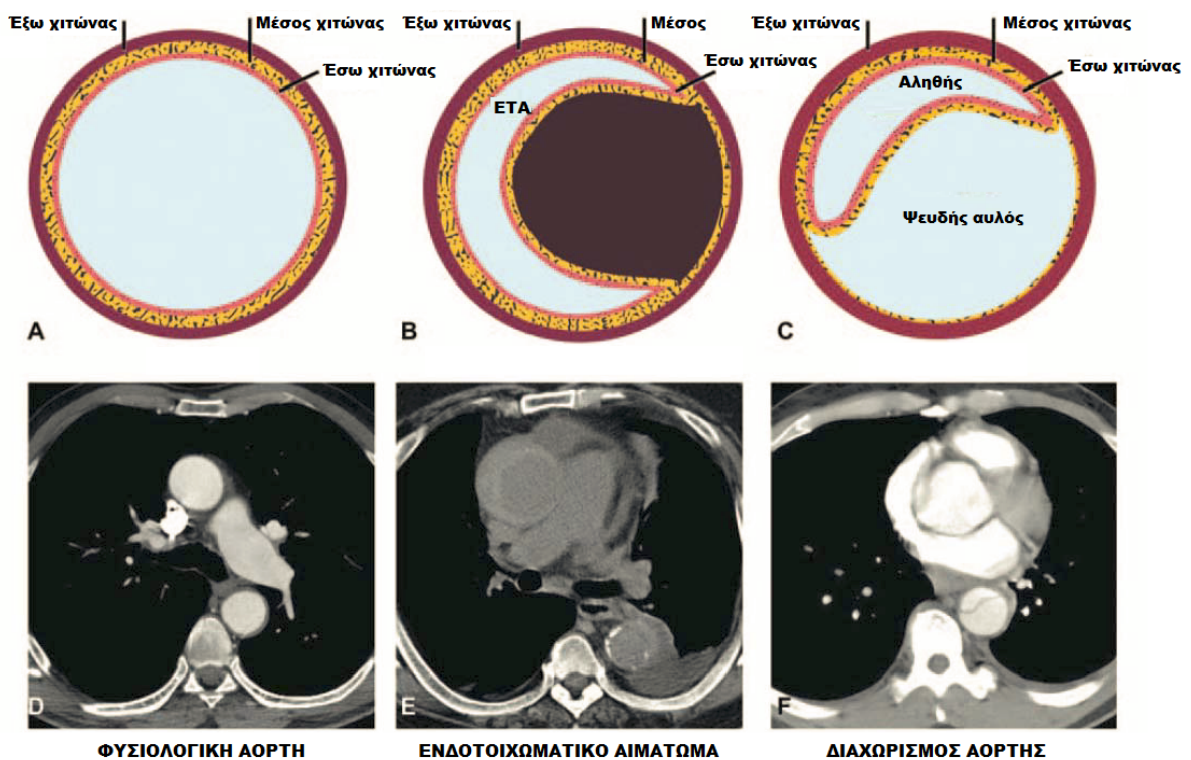 Έξω χιτώνας
Μέσος χιτώνας
Έσω χιτώνας
A
Έξω χιτώνας
Μέσος
Έσω χιτώνας
ΕΤΑ
B
Έξω χιτώνας
Μέσος χιτώνας
Έσω χιτώνας
Αληθής
Ψευδής αυλός
C
D
E
F
ΦΥΣΙΟΛΟΓΙΚΗ ΑΟΡΤΗ
ΕΝΔΟΤΟΙΧΩΜΑΤΙΚΟ ΑΙΜΑΤΩΜΑ
ΔΙΑΧΩΡΙΣΜΟΣ ΑΟΡΤΗΣ